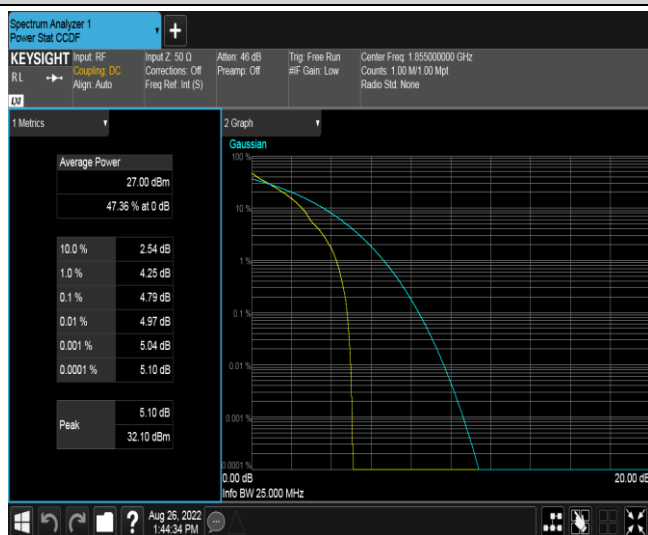 Spectrum Analyzer 1
Power Stat CCDF
+
KEYSIGHT
R L
LXI
Input: RF
Coupling: DC
Align: Auto
Input Z: 50 Ω
Corrections: Off
Freq Ref: Int (S)
Atten: 46 dB
Preamp: Off
Trig: Free Run
#IF Gain: Low
Center Freq: 1.855000000 GHz
Counts: 1.00 M/1.00 Mpt
Radio Std: None
1 Metrics
Average Power
27.00 dBm
47.36 % at 0 dB
10.0 % 2.54 dB
1.0 % 4.25 dB
0.1 % 4.79 dB
0.01 % 4.97 dB
0.001 % 5.04 dB
0.0001 % 5.10 dB
Peak
5.10 dB
32.10 dBm
2 Graph
Gaussian
100 %
10 %
1 %
0.1 %
0.01 %
0.001 %
0.0001 %
0.00 dB
20.00 dB
Info BW 25.000 MHz
?
Aug 26, 2022
1:44:34 PM